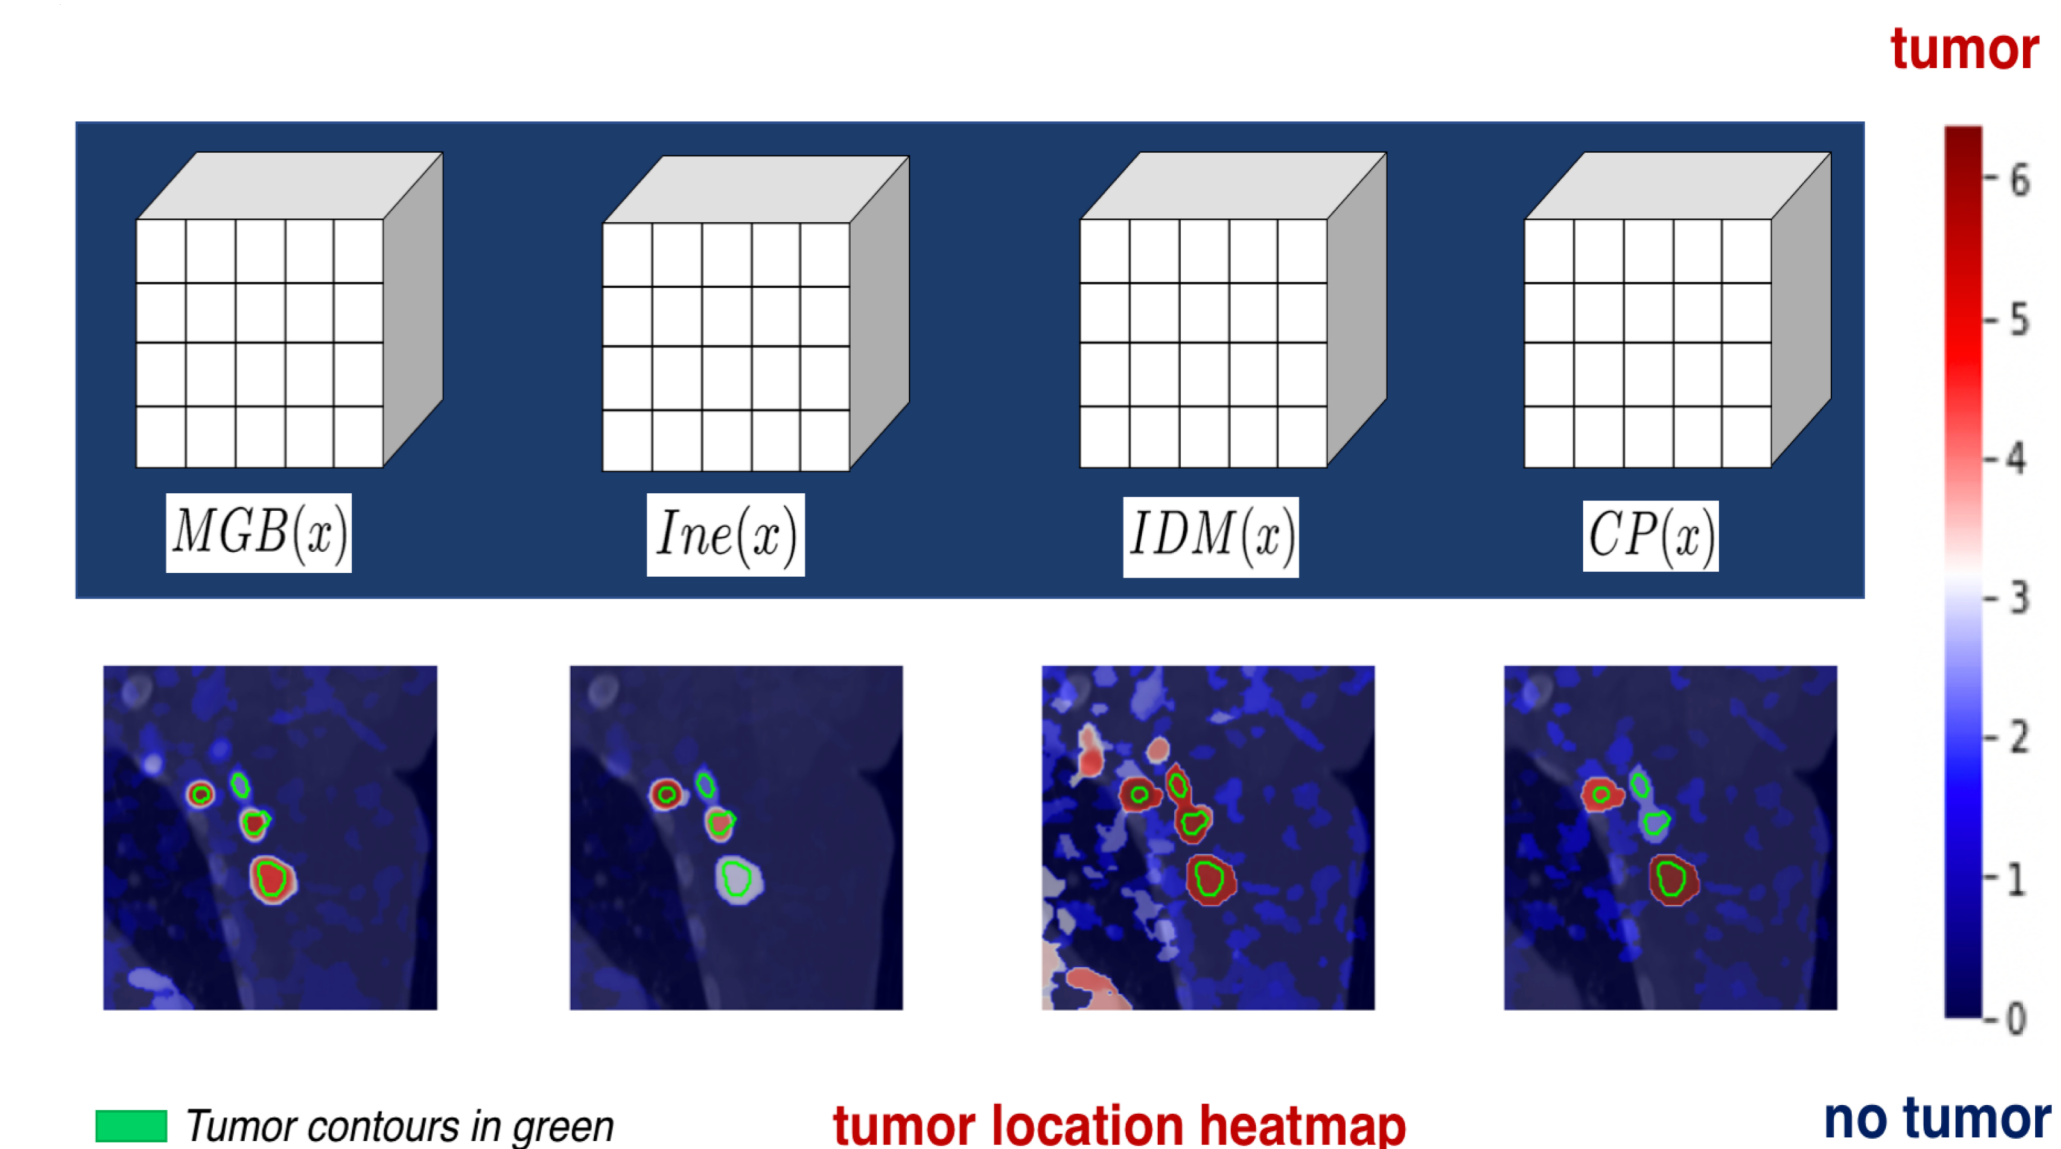 tumor
MGB(x)
Ine(x)
IDM(x)
CP(x)
6
5
4
3
2
1
0
Tumor contours in green
tumor location heatmap
no tumor